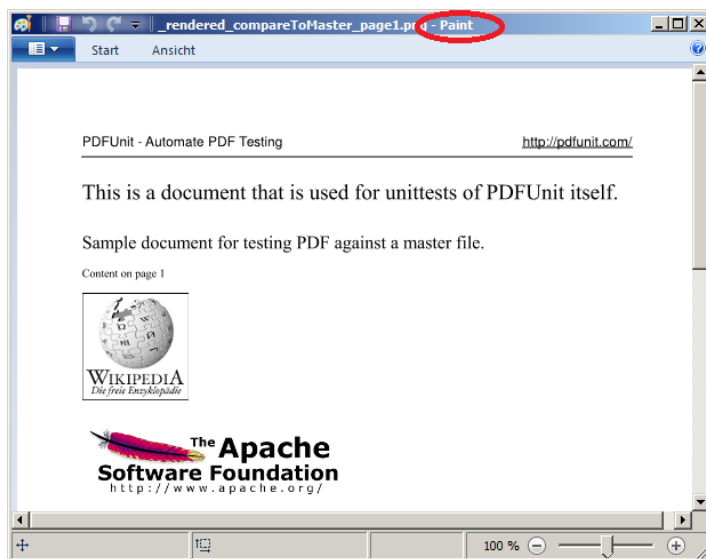 _rendered_compareToMaster_page1.png - Paint
Start Ansicht
PDFUnit - Automate PDF Testing http://pdfunit.com/
This is a document that is used for unittests of PDFUnit itself.
Sample document for testing PDF against a master file.
Content on page 1
WIKIPEDIA
Die freie Enzyklopädie
The Apache
Software Foundation
http://www.apache.org/
100 %